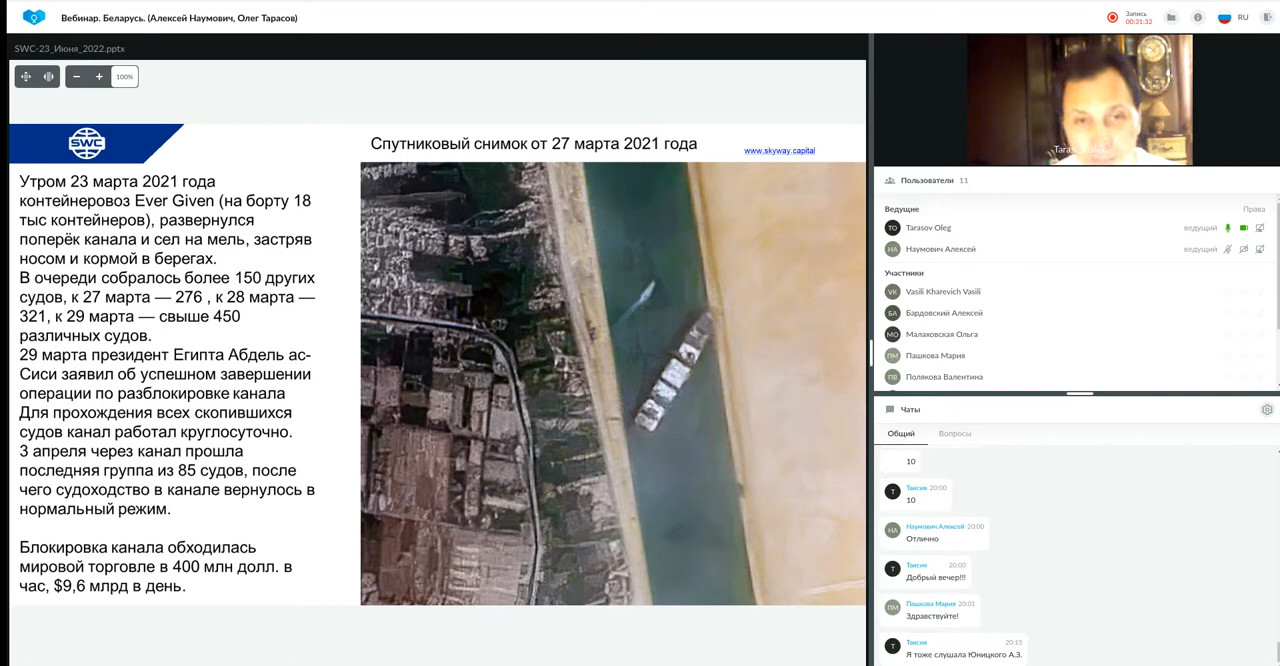 Вебинар. Беларусь. (Алексей Наумович, Олег Тарасов)
Запись
00:31:32
RU
SWC-23_Июня_2022.pptx
100%
SWC
Спутниковый снимок от 27 марта 2021 года
www.skyway.capital
Утром 23 марта 2021 года
контейнеровоз Ever Given (на борту 18
тыс контейнеров), развернулся
поперёк канала и сел на мель, застряв
носом и кормой в берегах.
В очереди собралось более 150 других
судов, к 27 марта — 276 , к 28 марта —
321, к 29 марта — свыше 450
различных судов.
29 марта президент Египта Абдель ас-
Сиси заявил об успешном завершении
операции по разблокировке канала
Для прохождения всех скопившихся
судов канал работал круглосуточно.
3 апреля через канал прошла
последняя группа из 85 судов, после
чего судоходство в канале вернулось в
нормальный режим.
Блокировка канала обходилась
мировой торговле в 400 млн долл. в
час, $9,6 млрд в день.
Пользователи 11
Ведущие Права
TO Tarasov Oleg ведущий
НА Наумович Алексей ведущий
Участники
VK Vasili Kharevich Vasili
БА Бардовский Алексей
МО Малаховская Ольга
ПМ Пашкова Мария
ПВ Полякова Валентина
Чаты
Общий Вопросы
10
Т Таисия 20:00
10
НА Наумович Алексей 20:00
Отлично
Т Таисия 20:00
Добрый вечер!!!
ПМ Пашкова Мария 20:01
Здравствуйте!
Т Таисия 20:15
Я тоже слушала Юницкого А.Э.